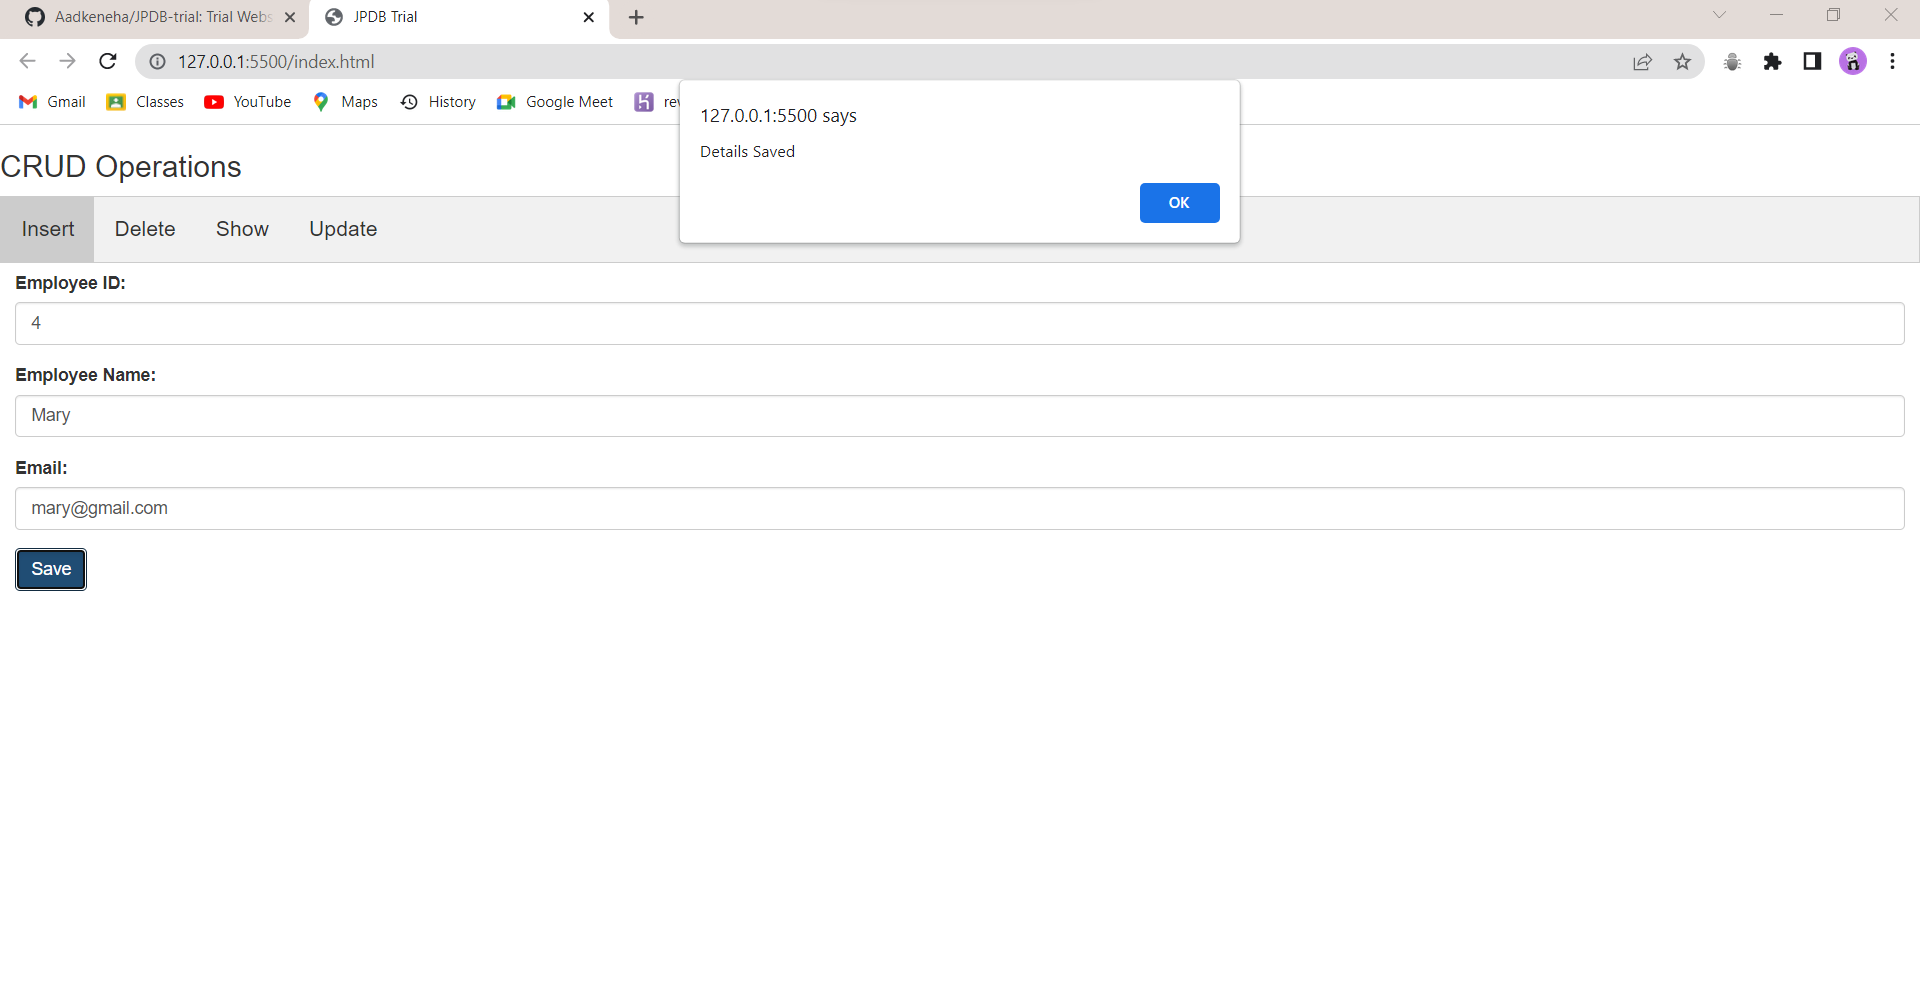 Aadkeneha/JPDB-trial: Trial Webs
JPDB Trial
127.0.0.1:5500/index.html
Gmail
Classes
YouTube
Maps
History
Google Meet
127.0.0.1:5500 says
Details Saved
OK
CRUD Operations
Insert
Delete
Show
Update
Employee ID:
4
Employee Name:
Mary
Email:
mary@gmail.com
Save